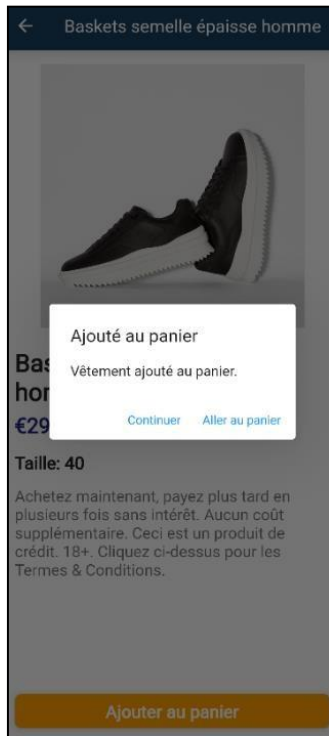 Baskets semelle épaisse homme
Ajouté au panier
Vêtement ajouté au panier.
Continuer Aller au panier
Bas
hor
€29
Taille: 40
Achetez maintenant, payez plus tard en
plusieurs fois sans intérêt. Aucun coût
supplémentaire. Ceci est un produit de
crédit. 18+. Cliquez ci-dessus pour les
Termes & Conditions.
Ajouter au panier